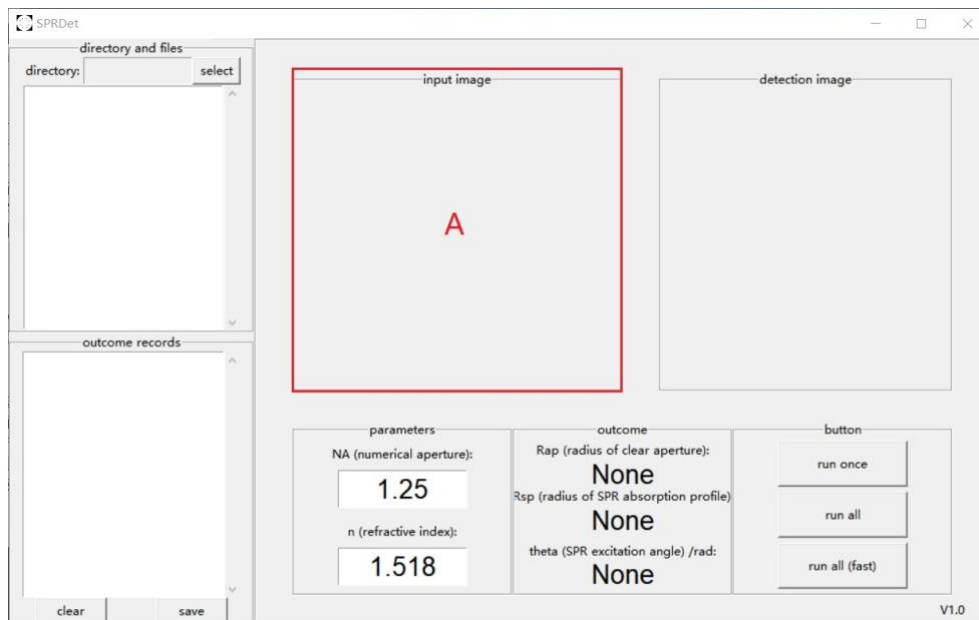 SPRDet
directory and files
directory:
select
input image
A
detection image
outcome records
clear
save
parameters
NA (numerical aperture):
1.25
n (refractive index):
1.518
outcome
Rap (radius of clear aperture):
None
Rsp (radius of SPR absorption profile)
None
theta (SPR excitation angle) /rad:
None
button
run once
run all
run all (fast)
V1.0